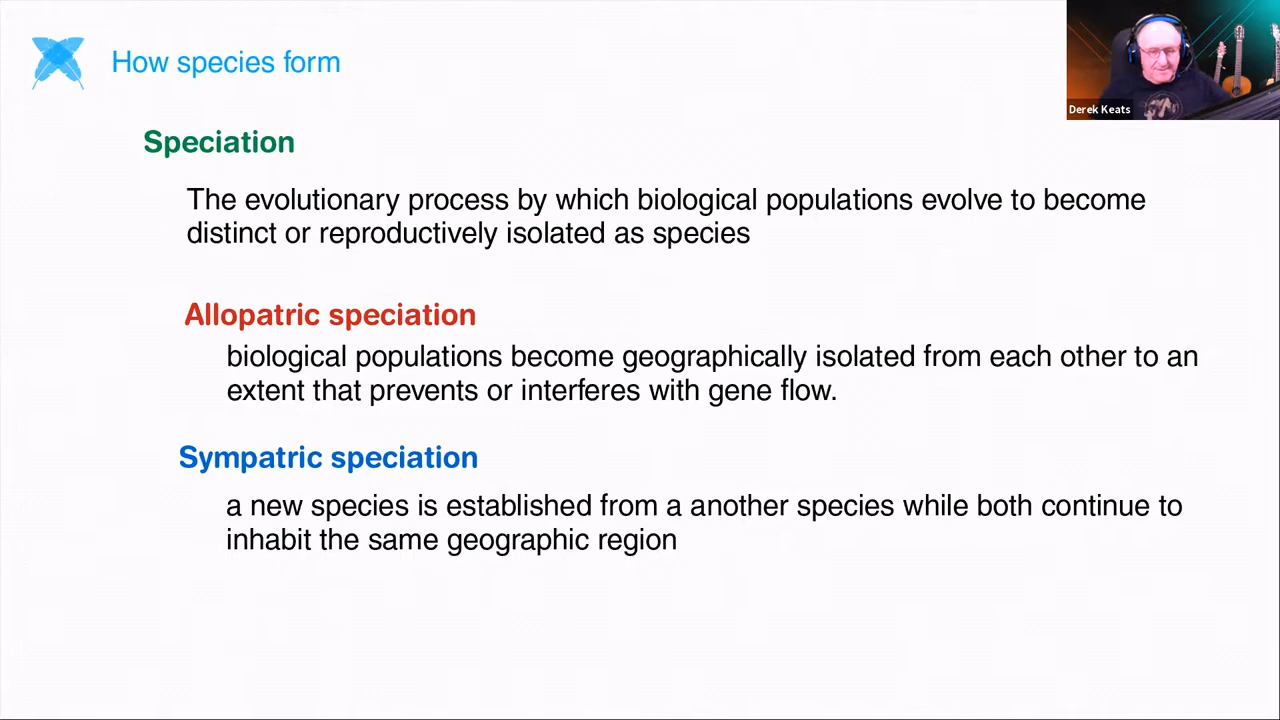 How species form
Derek Keats
Speciation
The evolutionary process by which biological populations evolve to become
distinct or reproductively isolated as species
Allopatric speciation
biological populations become geographically isolated from each other to an
extent that prevents or interferes with gene flow.
Sympatric speciation
a new species is established from a another species while both continue to
inhabit the same geographic region